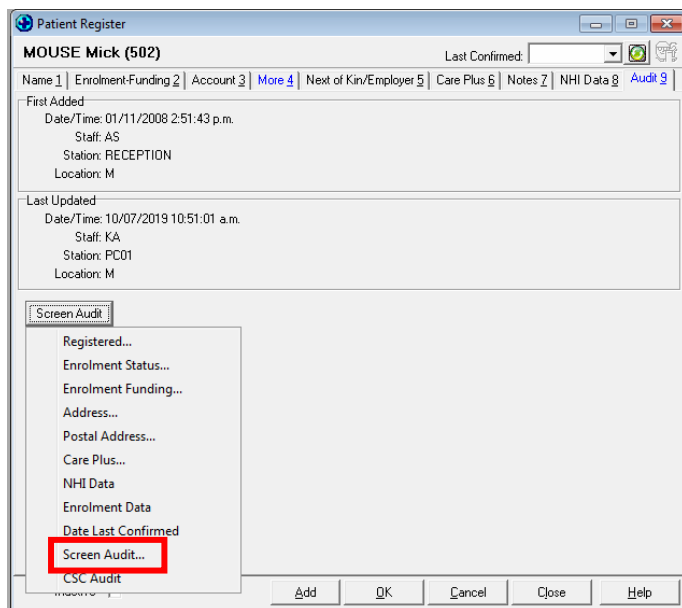 Patient Register
MOUSE Mick (502)
Last Confirmed:
Name 1 Enrolment-Funding 2 Account 3 More 4 Next of Kin/Employer 5 Care Plus 6 Notes 7 NHI Data 8 Audit 9
First Added
Date/Time: 01/11/2008 2:51:43 p.m.
Staff: AS
Station: RECEPTION
Location: M
Last Updated
Date/Time: 10/07/2019 10:51:01 a.m.
Staff: KA
Station: PC01
Location: M
Screen Audit
Registered...
Enrolment Status...
Enrolment Funding...
Address...
Postal Address...
Care Plus...
NHI Data
Enrolment Data
Date Last Confirmed
Screen Audit...
CSC Audit
Add OK Cancel Close Help